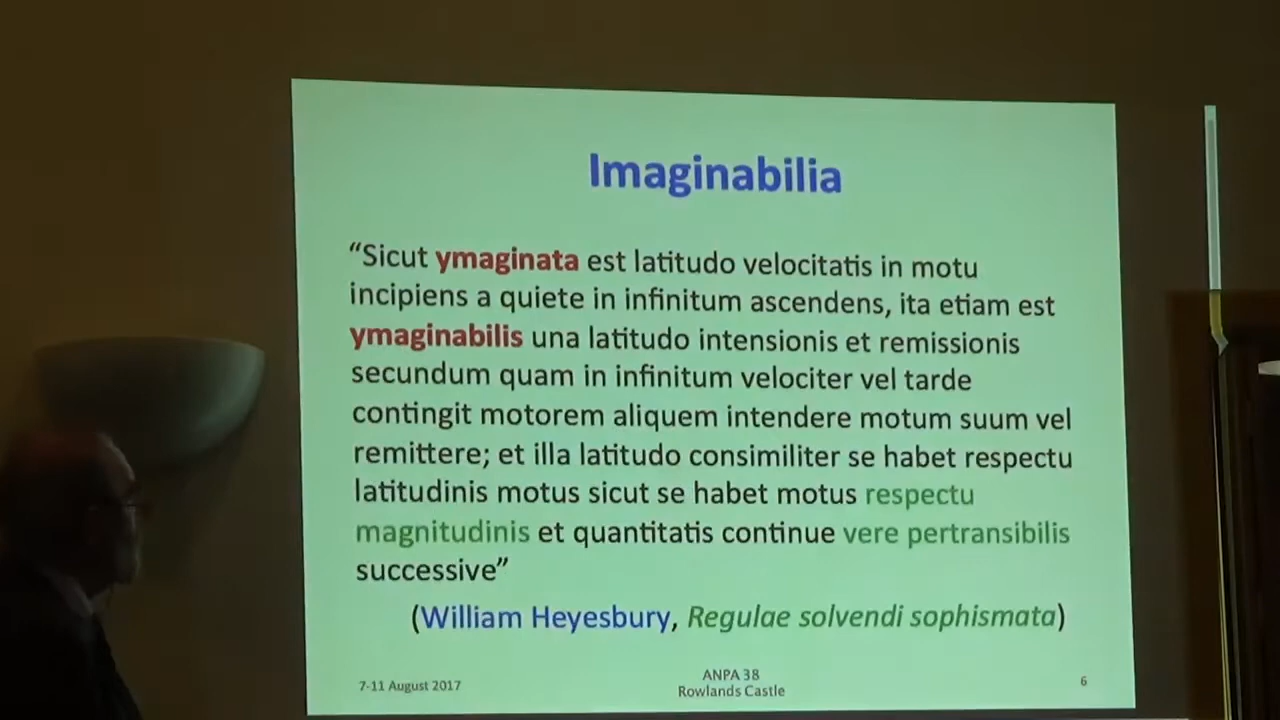 Imaginabilia
“Sicut ymaginata est latitudo velocitatis in motu
incipiens a quiete in infinitum ascendens, ita etiam est
ymaginabilis una latitudo intensionis et remissionis
secundum quam in infinitum velociter vel tarde
contingit motorem aliquem intendere motum suum vel
remittere; et illa latitudo consimiliter se habet respectu
latitudinis motus sicut se habet motus respectu
magnitudinis et quantitatis continue vere pertransibilis
successive”
(William Heyesbury, Regulae solvendi sophismata)
7-11 August 2017
ANPA 38
Rowlands Castle
6